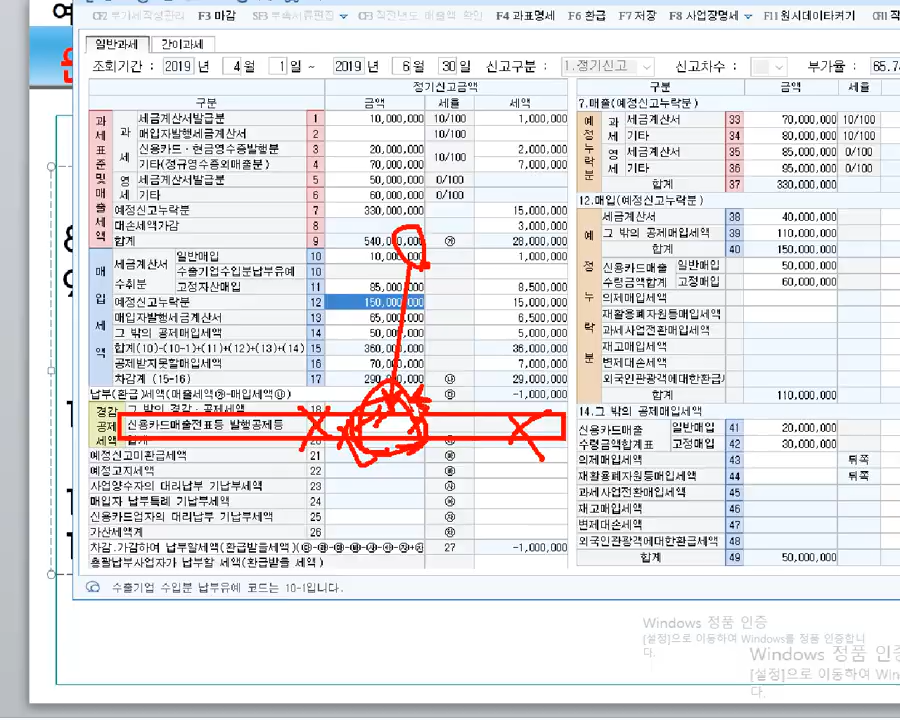 F3 마감
F4 과표명세 F6 환급 F7 저장 F8 사업장명세 F11 원시데이타켜기
일반과세 간이과세
조회기간 : 2019 년 4 월 1 일 ~ 2019 년 6 월 30 일 신고구분 : 1.정기신고 신고차수 : 부가율 : 65.7
정기신고금액
구분 금액 세율 세액
과세표준및매출세액
과세 세금계산서발급분 1 10,000,000 10/100 1,000,000
매입자발행세금계산서 2 10/100
신용카드·현금영수증발행분 3 20,000,000 10/100 2,000,000
기타(정규영수증외매출분) 4 70,000,000 7,000,000
영세 세금계산서발급분 5 50,000,000 0/100
기타 6 60,000,000 0/100
예정신고누락분 7 330,000,000 15,000,000
대손세액가감 8 3,000,000
합계 9 540,000,000 ㉮ 28,000,000
매입세액
세금계산서 일반매입 10 10,000,000 1,000,000
수출기업수입분납부유예 10
수취분 고정자산매입 11 85,000,000 8,500,000
예정신고누락분 12 150,000,000 15,000,000
매입자발행세금계산서 13 65,000,000 6,500,000
그 밖의 공제매입세액 14 50,000,000 5,000,000
합계(10)-(10-1)+(11)+(12)+(13)+(14) 15 360,000,000 36,000,000
공제받지못할매입세액 16 70,000,000 7,000,000
차감계 (15-16) 17 290,000,000 ㉯ 29,000,000
납부(환급)세액(매출세액㉮-매입세액㉯) ㉰ -1,000,000
경감공제세액
그 밖의 경감·공제세액 18
신용카드매출전표등 발행공제등
합계 20
예정신고미환급세액 21
예정고지세액 22
사업양수자의 대리납부 기납부세액 23
매입자 납부특례 기납부세액 24
신용카드업자의 대리납부 기납부세액 25
가산세액계 26
차감.가감하여 납부할세액(환급받을세액) 27 -1,000,000
총괄납부사업자가 납부할 세액(환급받을 세액)
구분 금액 세율
7.매출(예정신고누락분)
예정누락분
과세 세금계산서 33 70,000,000 10/100
기타 34 80,000,000 10/100
영세 세금계산서 35 85,000,000 0/100
기타 36 95,000,000 0/100
합계 37 330,000,000
12.매입(예정신고누락분)
예정누락분
세금계산서 38 40,000,000
그 밖의 공제매입세액 39 110,000,000
합계 40 150,000,000
신용카드매출 일반매입 50,000,000
수령금액합계 고정매입 60,000,000
의제매입세액
재활용폐자원등매입세액
과세사업전환매입세액
재고매입세액
변제대손세액
외국인관광객에대한환급
합계 110,000,000
14.그 밖의 공제매입세액
신용카드매출 일반매입 41 20,000,000
수령금액합계표 고정매입 42 30,000,000
의제매입세액 43 뒤쪽
재활용폐자원등매입세액 44 뒤쪽
과세사업전환매입세액 45
재고매입세액 46
변제대손세액 47
외국인관광객에대한환급세액 48
합계 49 50,000,000
수출기업 수입분 납부유예 코드는 10-1입니다.
Windows 정품 인증
[설정]으로 이동하여 Windows를 정품 인증합니
다.
Windows 정품 인증
[설정]으로 이동하여 Win
다.